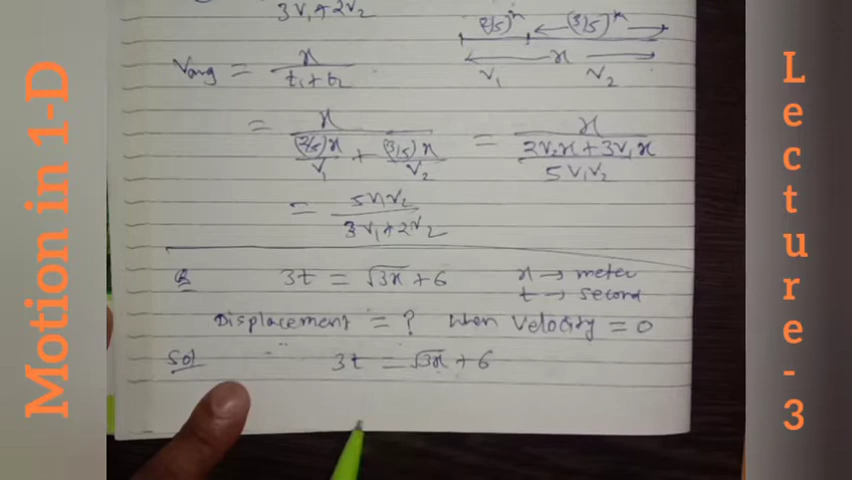 Motion in 1-D
3V₁+2V₂
(2/5)x (3/5)x
x
V₁ V₂
Vavg = x / (t₁+t₂)
= x / ((2/5)x / V₁ + (3/5)x / V₂) = x / ((2V₂x+3V₁x) / 5V₁V₂)
= 5V₁V₂ / (3V₁+2V₂)
Q 3t = √3x + 6 x → meter
t → second
Displacement = ? When Velocity = 0
Sol 3t = √3x + 6
Lecture-3